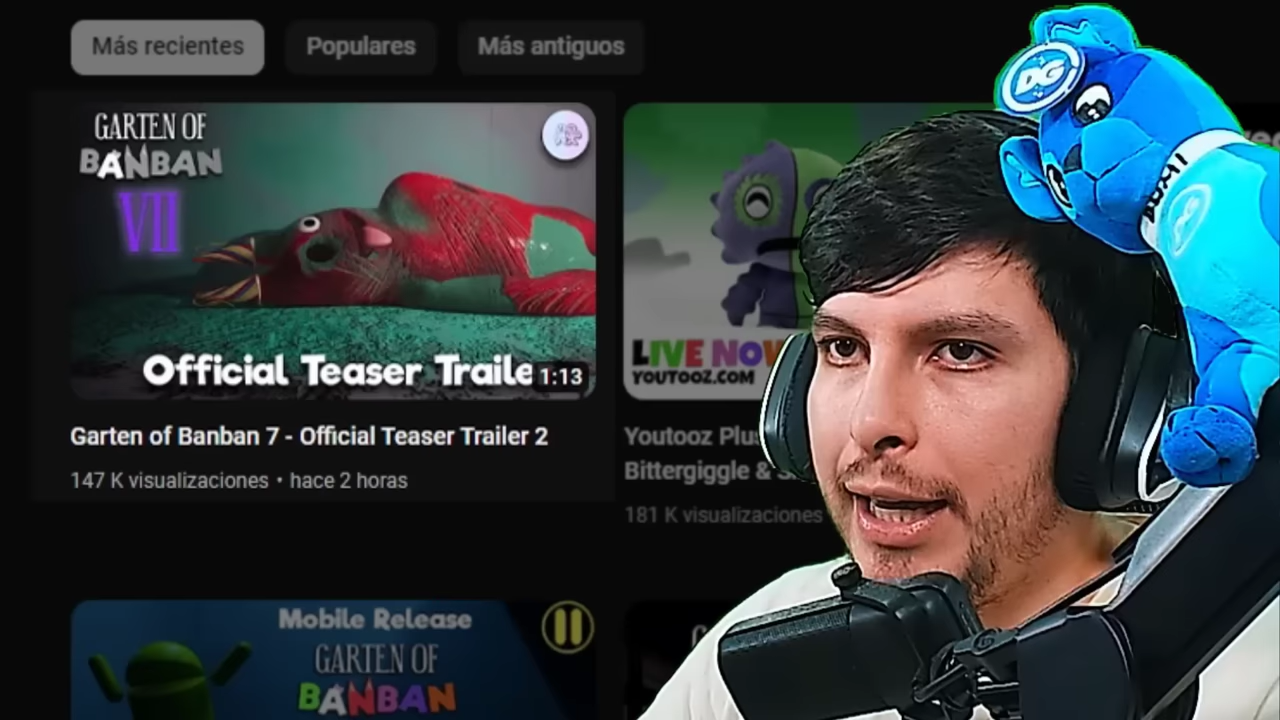 Más recientes
Populares
Más antiguos
GARTEN OF
BANBAN
VII
Official Teaser Traile
1:13
Garten of Banban 7 - Official Teaser Trailer 2
147 K visualizaciones • hace 2 horas
LIVE NOW
YOUTOOZ.COM
Youtooz
Bittergiggle &
181 K visualizaciones
DG
Mobile Release
GARTEN OF
BANBAN